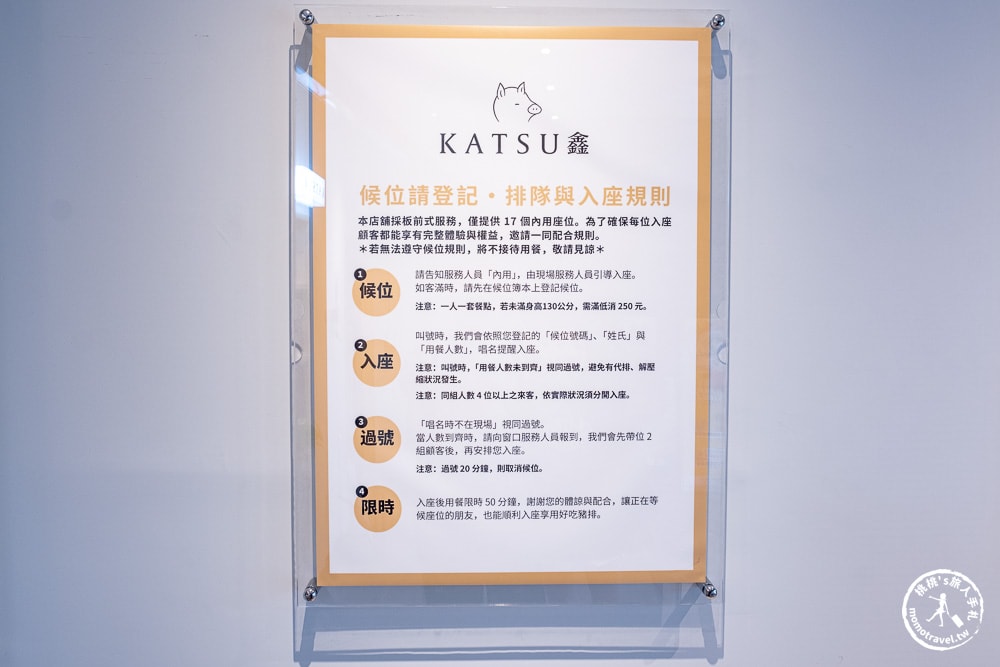 KATSU鑫
候位請登記・排隊與入座規則
本店舖採板前式服務，僅提供 17 個內用座位。為了確保每位入座
顧客都能享有完整體驗與權益，邀請一同配合規則。
＊若無法遵守候位規則，將不接待用餐，敬請見諒＊
1
候位
請告知服務人員「內用」，由現場服務人員引導入座。
如客滿時，請先在候位簿本上登記候位。
注意：一人一套餐點，若未滿身高130公分，需滿低消 250 元。
2
入座
叫號時，我們會依照您登記的「候位號碼」、「姓氏」與
「用餐人數」，唱名提醒入座。
注意：叫號時，「用餐人數未到齊」視同過號，避免有代排、解壓
縮狀況發生。
注意：同組人數 4 位以上之來客，依實際狀況須分開入座。
3
過號
「唱名時不在現場」視同過號。
當人數到齊時，請向窗口服務人員報到，我們會先帶位 2
組顧客後，再安排您入座。
注意：過號 20 分鐘，則取消候位。
4
限時
入座後用餐限時 50 分鐘，謝謝您的體諒與配合，讓正在等
候座位的朋友，也能順利入座享用好吃豬排。
桃桃's旅人手札
momotravel.tw